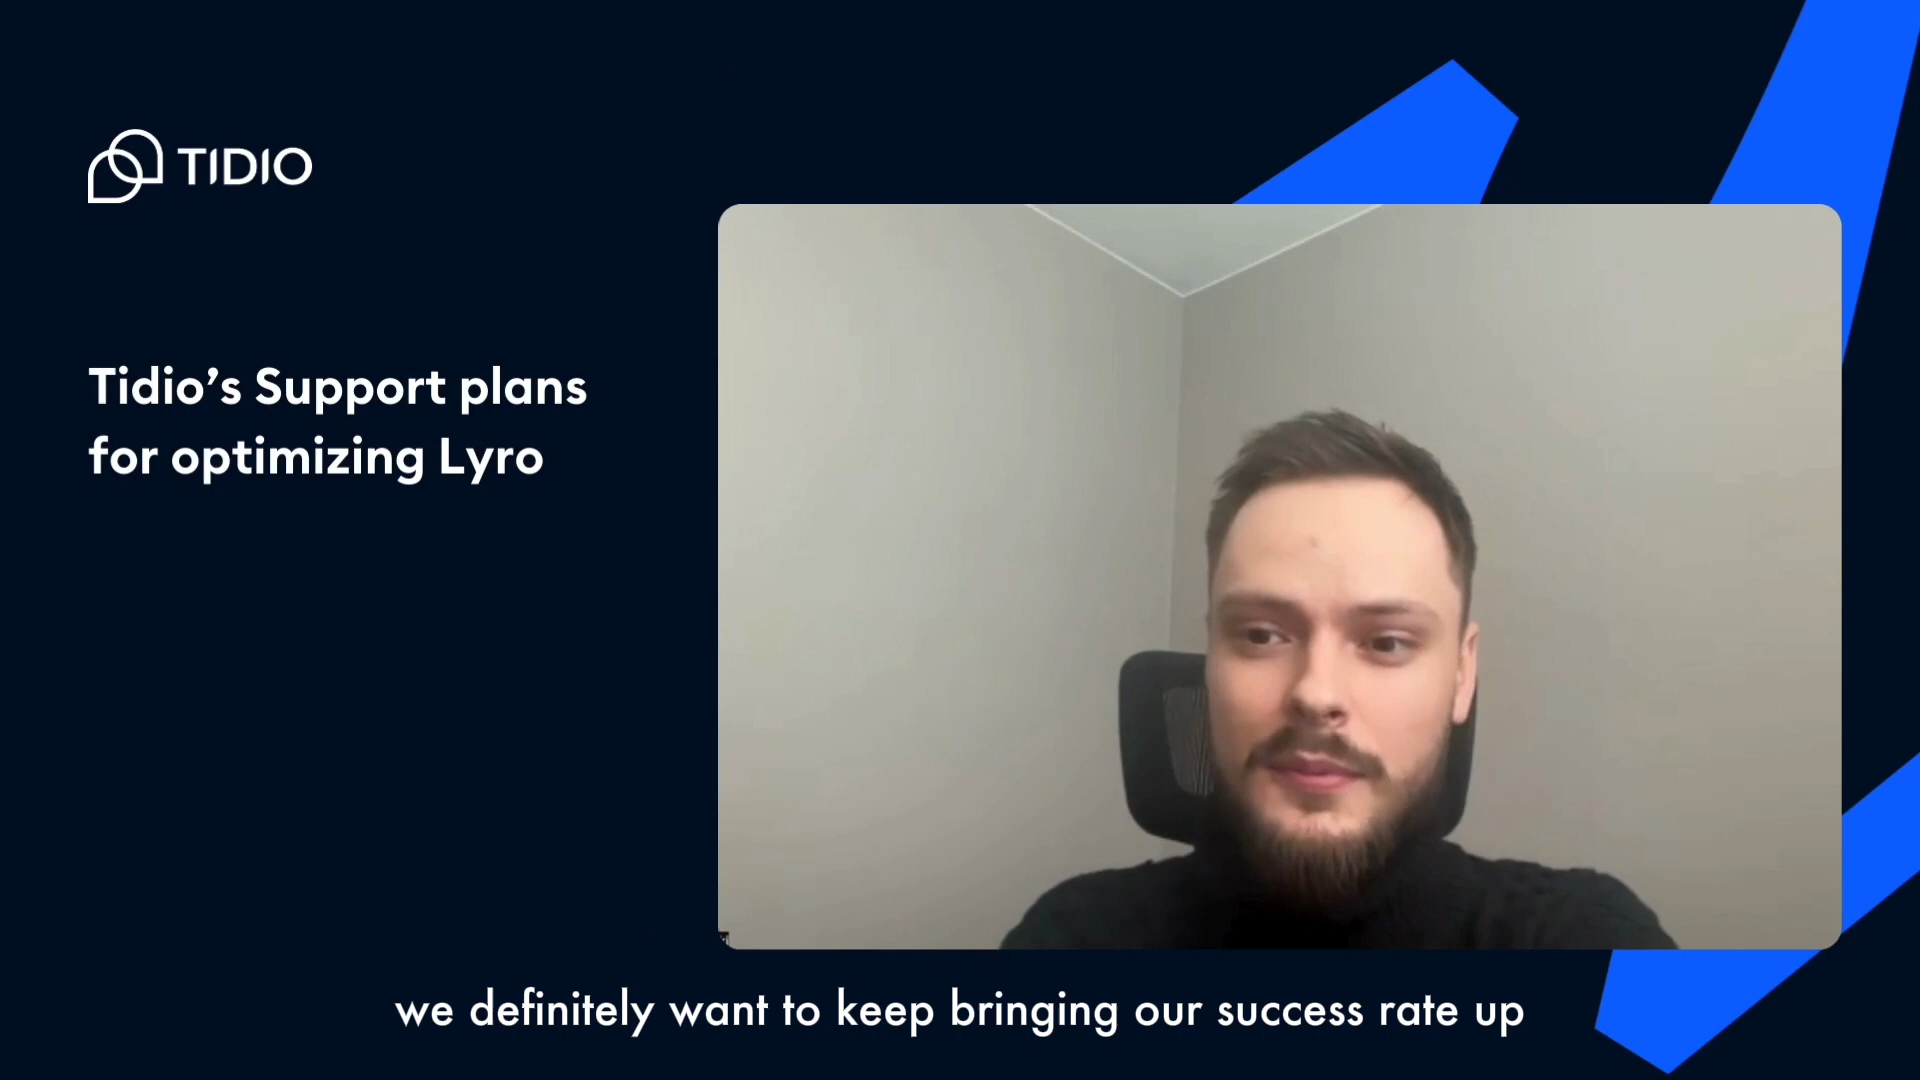 TIDIO
Tidio’s Support plans
for optimizing Lyro
we definitely want to keep bringing our success rate up